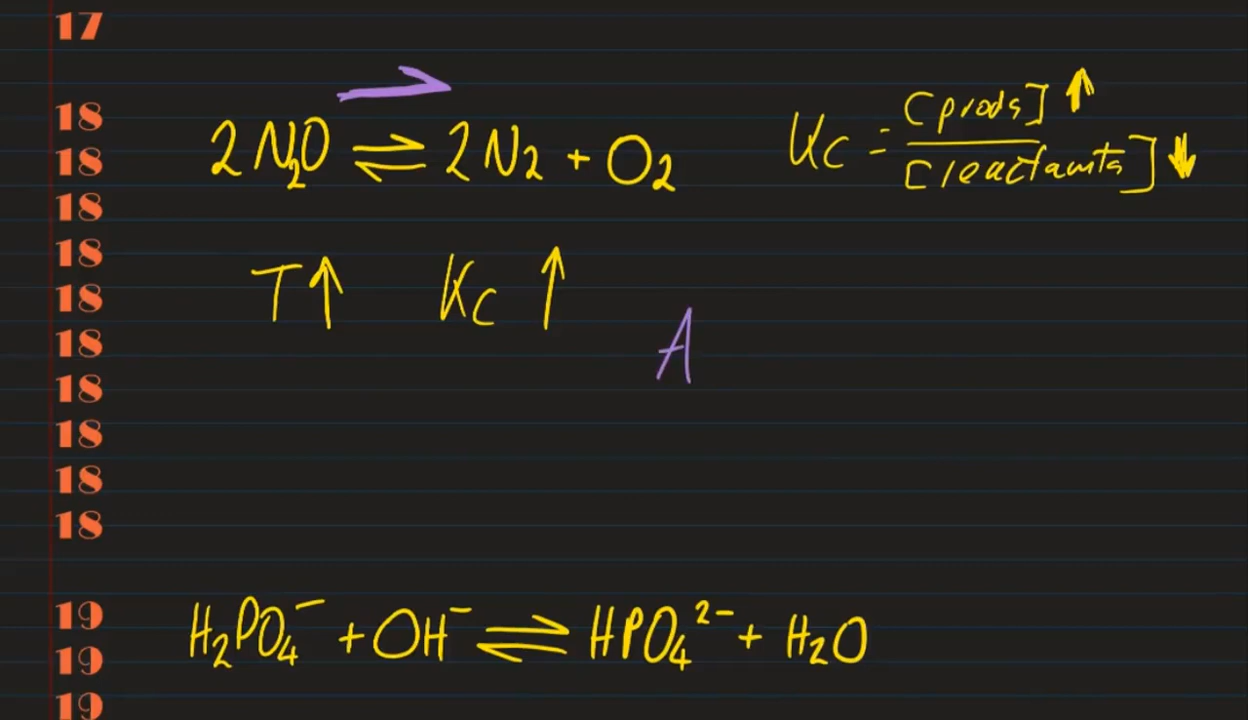 17
18
18 2N₂O ⇌ 2N₂ + O₂ Kc = [prods] ↑ / [reactants] ↓
18
18
18 T↑ Kc ↑
18 A
18
18
18
18
19 H₂PO₄⁻ + OH⁻ ⇌ HPO₄²⁻ + H₂O
19
19